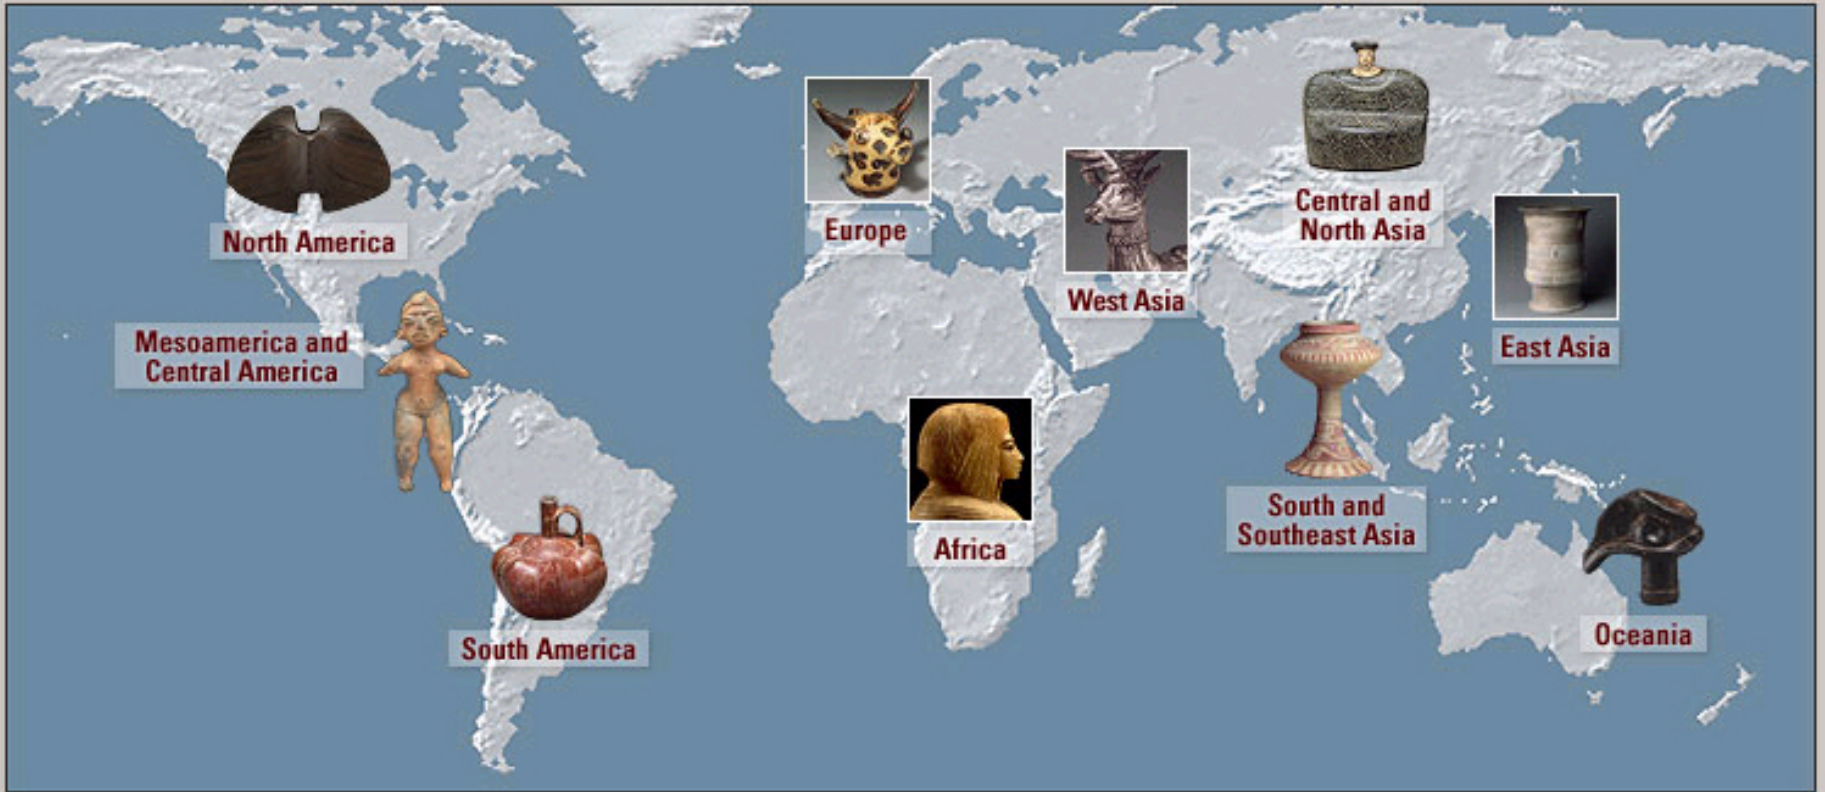 North America
Europe
Central and
North Asia
West Asia
Mesoamerica and
Central America
East Asia
South and
Southeast Asia
Africa
South America
Oceania